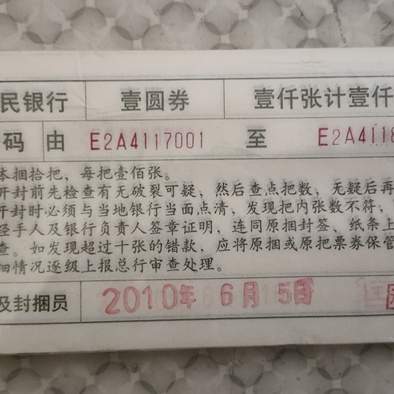 民银行 壹圆券 壹仟张计壹仟
码 由 E2A4117001 至 E2A4118
本捆拾把，每把壹佰张。
开封前先检查有无破裂可疑，然后查点把数，无疑后再
开封时必须与当地银行当面点清，发现把内张数不符，
经手人及银行负责人签章证明，连同原捆封签、纸条上
查。如发现超过十张的错款，应将原捆或原把票券保管
细情况逐级上报总行审查处理。
及封捆员 2010年 6月15日